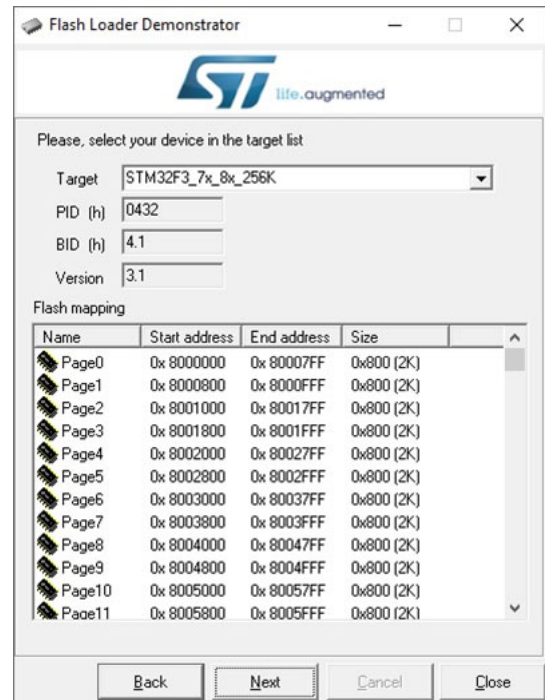 Flash Loader Demonstrator
ST life.augmented
Please, select your device in the target list
Target STM32F3_7x_8x_256K
PID (h) 0432
BID (h) 4.1
Version 3.1
Flash mapping
Name Start address End address Size
Page0 0x 8000000 0x 80007FF 0x800 (2K)
Page1 0x 8000800 0x 8000FFF 0x800 (2K)
Page2 0x 8001000 0x 80017FF 0x800 (2K)
Page3 0x 8001800 0x 8001FFF 0x800 (2K)
Page4 0x 8002000 0x 80027FF 0x800 (2K)
Page5 0x 8002800 0x 8002FFF 0x800 (2K)
Page6 0x 8003000 0x 80037FF 0x800 (2K)
Page7 0x 8003800 0x 8003FFF 0x800 (2K)
Page8 0x 8004000 0x 80047FF 0x800 (2K)
Page9 0x 8004800 0x 8004FFF 0x800 (2K)
Page10 0x 8005000 0x 80057FF 0x800 (2K)
Page11 0x 8005800 0x 8005FFF 0x800 (2K)
Back Next Cancel Close